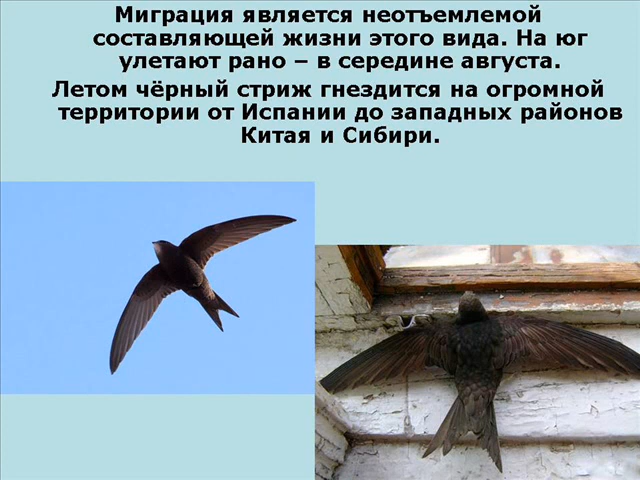 Миграция является неотъемлемой
составляющей жизни этого вида. На юг
улетают рано – в середине августа.
Летом чёрный стриж гнездится на огромной
территории от Испании до западных районов
Китая и Сибири.